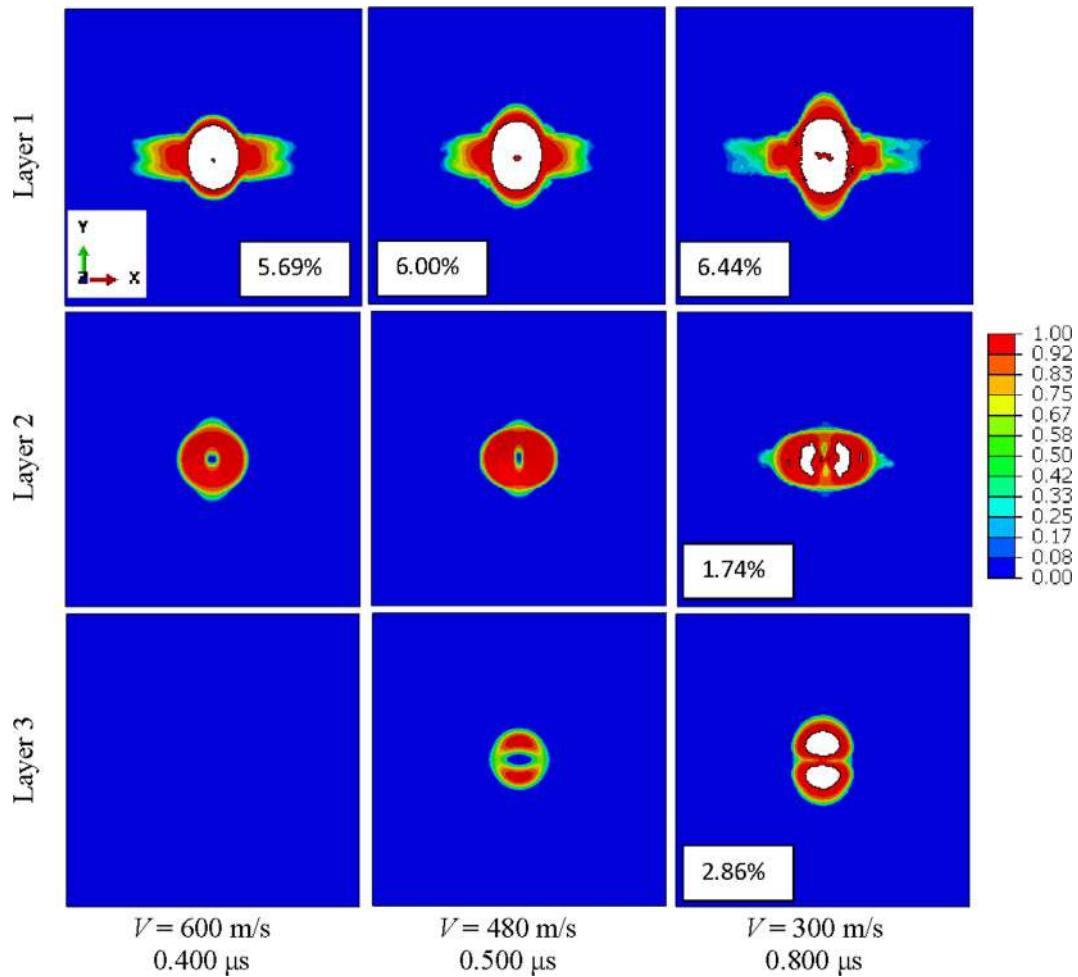 Layer 1
Y
Z
X
5.69%
6.00%
6.44%
Layer 2
1.74%
1.00
0.92
0.83
0.75
0.67
0.58
0.50
0.42
0.33
0.25
0.17
0.08
0.00
Layer 3
2.86%
V = 600 m/s
0.400 μs
V = 480 m/s
0.500 μs
V = 300 m/s
0.800 μs